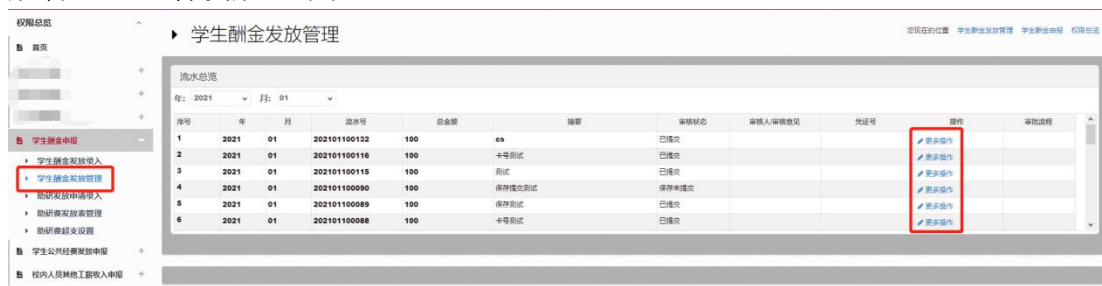 权限总览
首页
学生酬金申报
学生酬金发放录入
学生酬金发放管理
助研发放申请录入
助研费发放表管理
助研费超支设置
学生公共经费发放申报
校内人员其他工薪收入申报
学生酬金发放管理
您现在的位置 学生酬金发放管理 学生酬金申报 权限总览
流水总览
年: 2021 月: 01
序号 年 月 流水号 总金额 摘要 审核状态 审核人/审核意见 凭证号 操作 审批流程
1 2021 01 202101100132 100 cs 已提交 更多操作
2 2021 01 202101100116 100 卡号测试 已提交 更多操作
3 2021 01 202101100115 100 测试 已提交 更多操作
4 2021 01 202101100090 100 保存提交测试 保存未提交 更多操作
5 2021 01 202101100089 100 保存测试 已提交 更多操作
6 2021 01 202101100088 100 卡号测试 已提交 更多操作